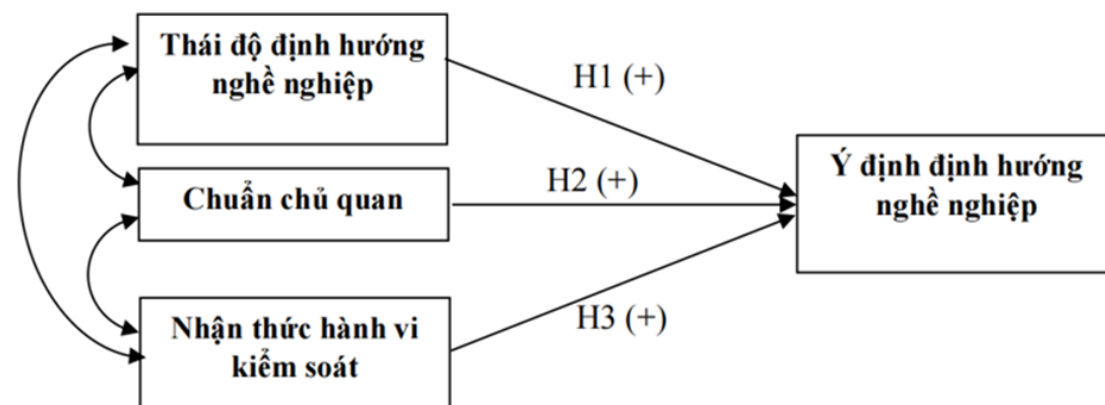 Thái độ định hướng
nghề nghiệp
H1 (+)
Chuẩn chủ quan
H2 (+)
Ý định định hướng
nghề nghiệp
Nhận thức hành vi
kiểm soát
H3 (+)